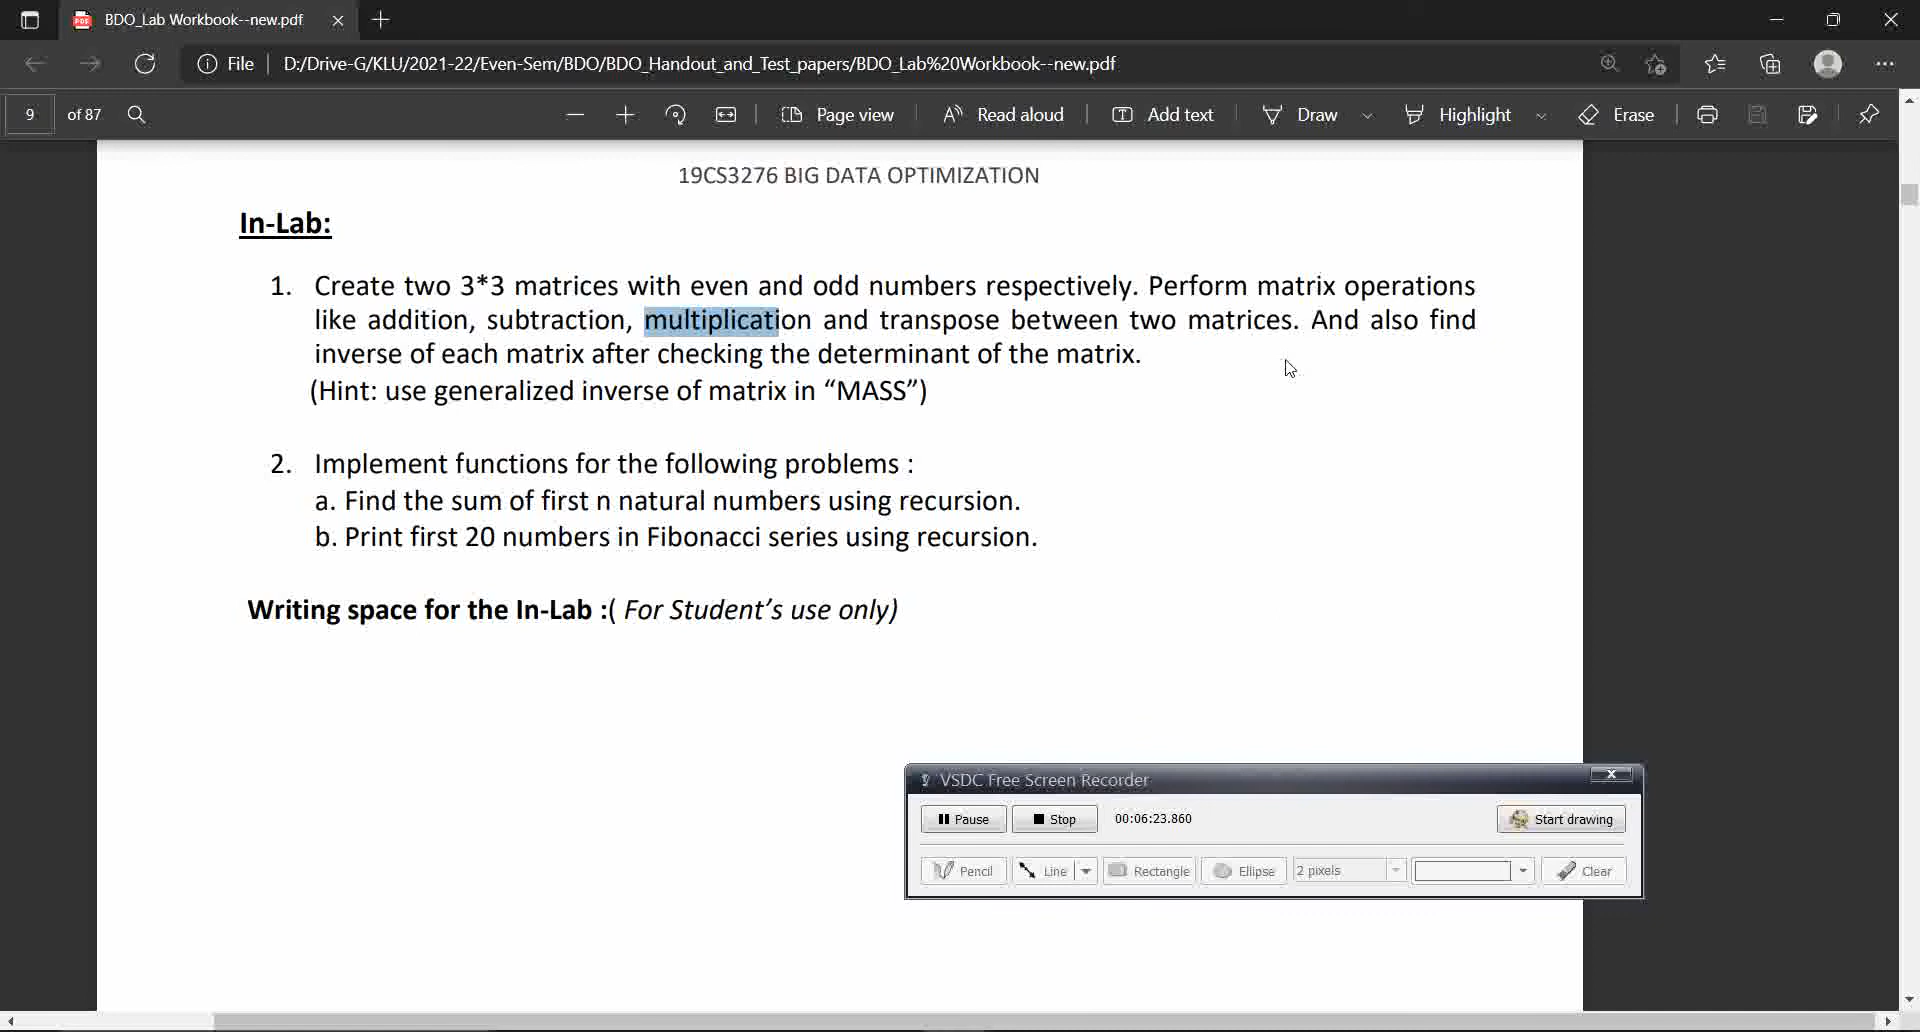 BDO_Lab Workbook--new.pdf
File D:/Drive-G/KLU/2021-22/Even-Sem/BDO/BDO_Handout_and_Test_papers/BDO_Lab%20Workbook--new.pdf
9 of 87 Page view Read aloud Add text Draw Highlight Erase
19CS3276 BIG DATA OPTIMIZATION
In-Lab:
1. Create two 3*3 matrices with even and odd numbers respectively. Perform matrix operations
like addition, subtraction, multiplication and transpose between two matrices. And also find
inverse of each matrix after checking the determinant of the matrix.
(Hint: use generalized inverse of matrix in “MASS”)
2. Implement functions for the following problems :
a. Find the sum of first n natural numbers using recursion.
b. Print first 20 numbers in Fibonacci series using recursion.
Writing space for the In-Lab :( For Student’s use only)
VSDC Free Screen Recorder
Pause Stop 00:06:23.860 Start drawing
Pencil Line Rectangle Ellipse 2 pixels Clear